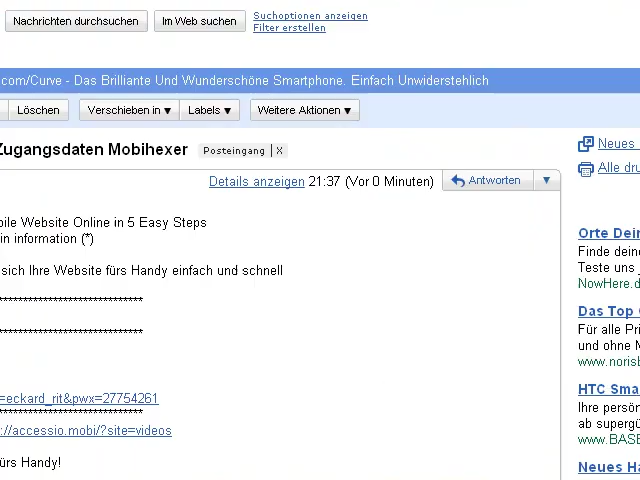 Nachrichten durchsuchen
Im Web suchen
Suchoptionen anzeigen
Filter erstellen
.com/Curve - Das Brilliante Und Wunderschöne Smartphone. Einfach Unwiderstehlich
Löschen
Verschieben in ▾
Labels ▾
Weitere Aktionen ▾
Zugangsdaten Mobihexer
Posteingang | X
Neues
Alle dru
Details anzeigen 21:37 (Vor 0 Minuten)
Antworten
bile Website Online in 5 Easy Steps
in information (*)
sich Ihre Website fürs Handy einfach und schnell
****************************
****************************
=eckard_rit&pwx=27754261
****************************
://accessio.mobi/?site=videos
ürs Handy!
Orte Dein
Finde deine
Teste uns j
NowHere.d
Das Top
Für alle Pri
und ohne
www.norisb
HTC Sma
Ihre persön
ab supergü
www.BASE
Neues Ha